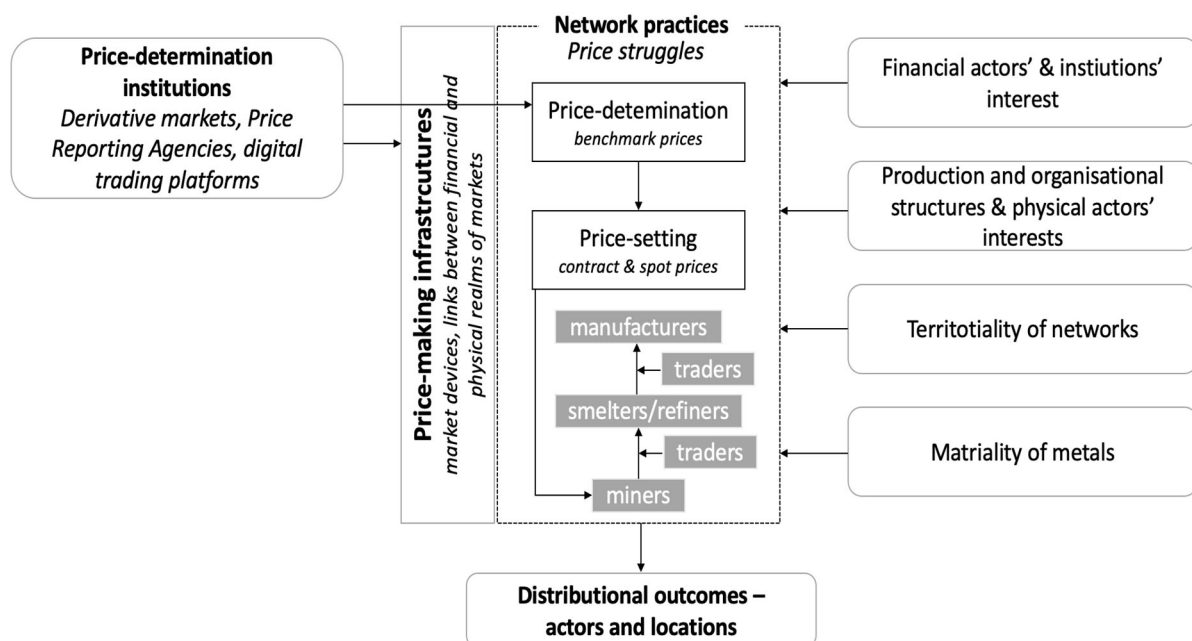 Price-determination
institutions
Derivative markets, Price
Reporting Agencies, digital
trading platforms
Price-making infrastrcutures
market devices, links between financial and
physical realms of markets
Network practices
Price struggles
Price-detemination
benchmark prices
Price-setting
contract & spot prices
manufacturers
traders
smelters/refiners
traders
miners
Financial actors’ & instiutions’
interest
Production and organisational
structures & physical actors’
interests
Territotiality of networks
Matriality of metals
Distributional outcomes –
actors and locations